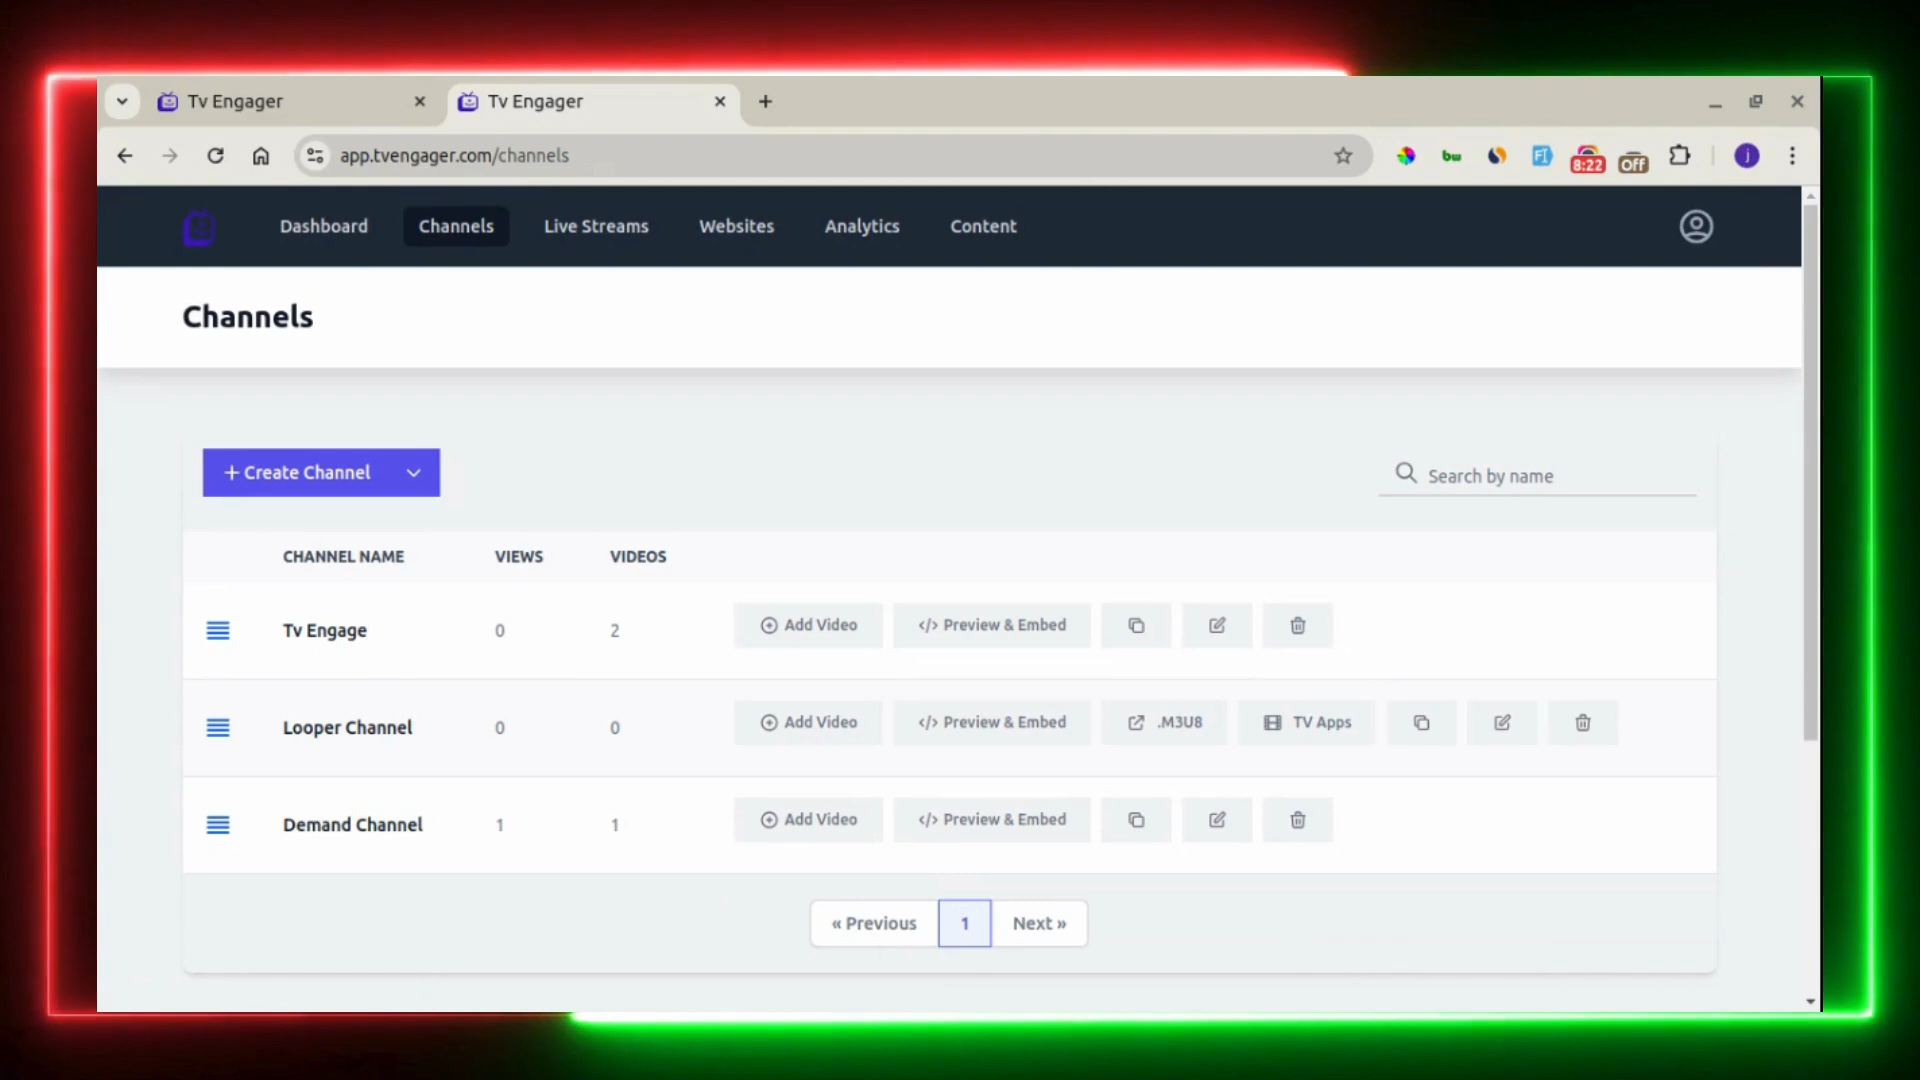 Tv Engager
Tv Engager
app.tvengager.com/channels
bw
FI
8:22
Off
j
Dashboard
Channels
Live Streams
Websites
Analytics
Content
Channels
+ Create Channel
Search by name
CHANNEL NAME VIEWS VIDEOS
Tv Engage 0 2 Add Video </> Preview & Embed
Looper Channel 0 0 Add Video </> Preview & Embed .M3U8 TV Apps
Demand Channel 1 1 Add Video </> Preview & Embed
« Previous 1 Next »